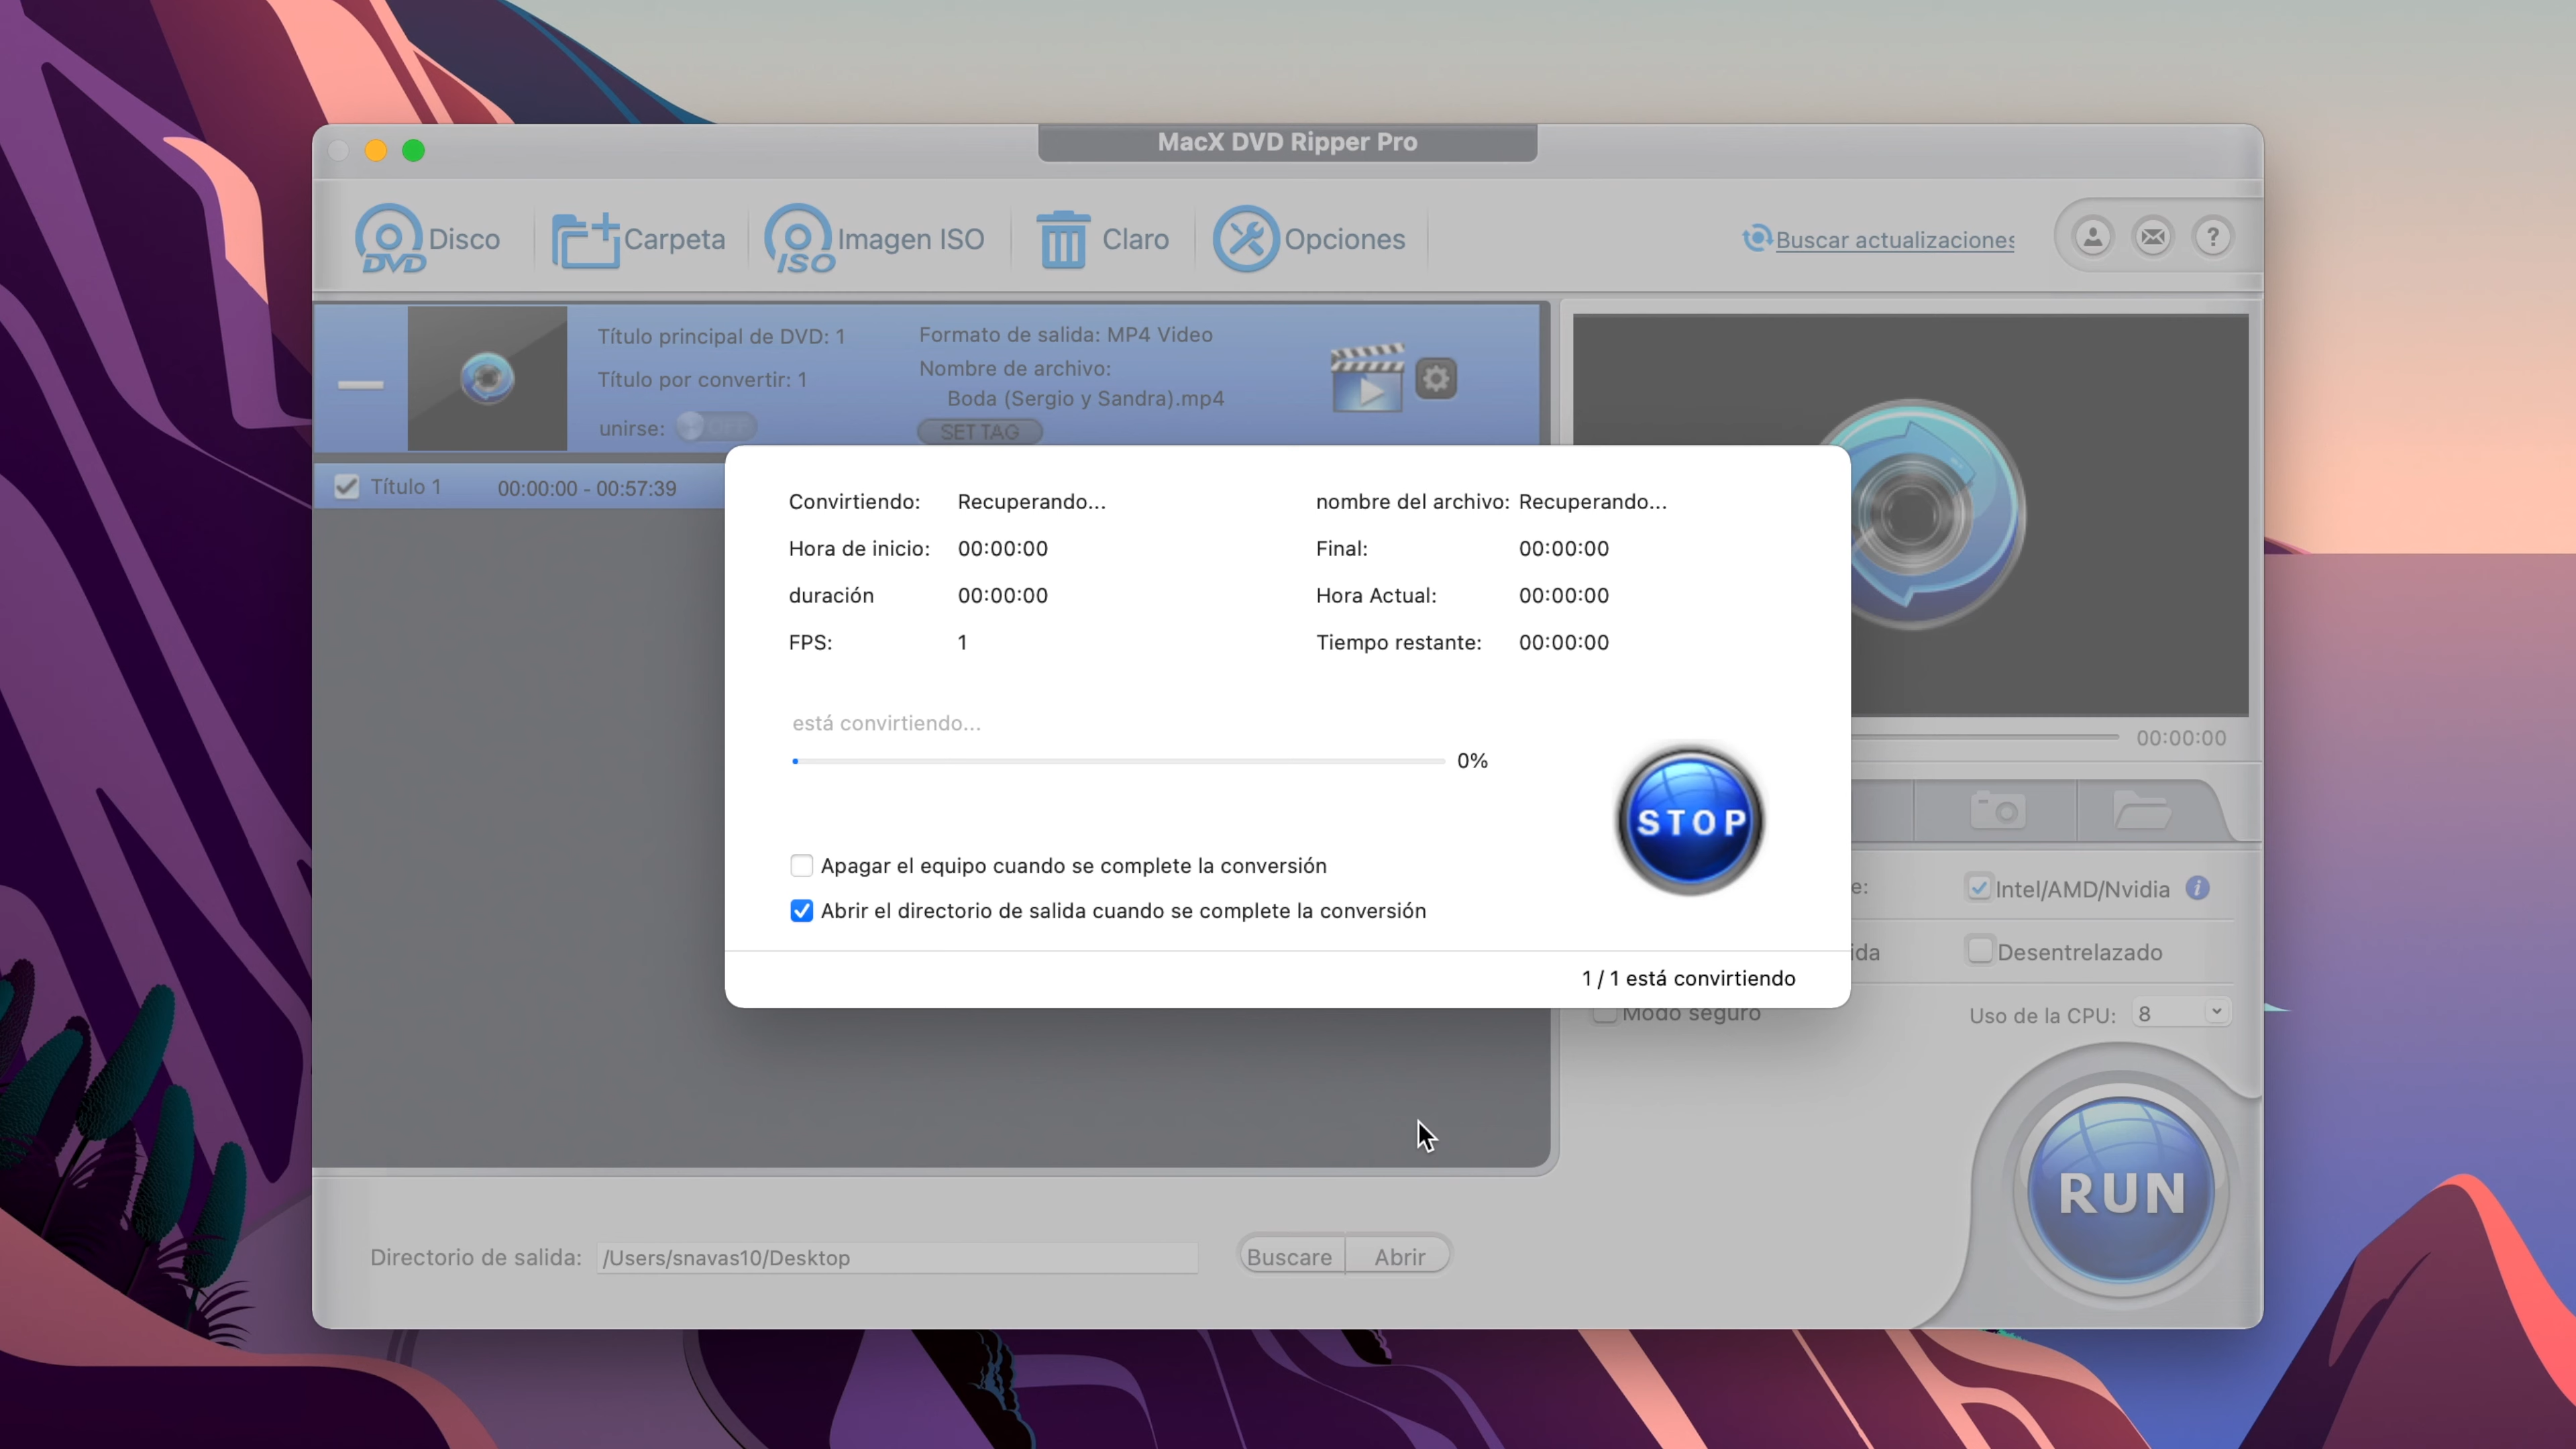 MacX DVD Ripper Pro
DVD Disco
Carpeta
ISO Imagen ISO
Claro
Opciones
Buscar actualizaciones
?
Título principal de DVD: 1
Título por convertir: 1
unirse: OFF
Formato de salida: MP4 Video
Nombre de archivo:
Boda (Sergio y Sandra).mp4
SET TAG
Título 1 00:00:00 - 00:57:39
Convirtiendo: Recuperando...
nombre del archivo: Recuperando...
Hora de inicio: 00:00:00
Final: 00:00:00
duración 00:00:00
Hora Actual: 00:00:00
FPS: 1
Tiempo restante: 00:00:00
está convirtiendo...
0%
STOP
Apagar el equipo cuando se complete la conversión
Abrir el directorio de salida cuando se complete la conversión
1 / 1 está convirtiendo
00:00:00
e:
Intel/AMD/Nvidia i
ida
Desentrelazado
Modo seguro
Uso de la CPU: 8
RUN
Directorio de salida: /Users/snavas10/Desktop
Buscare
Abrir